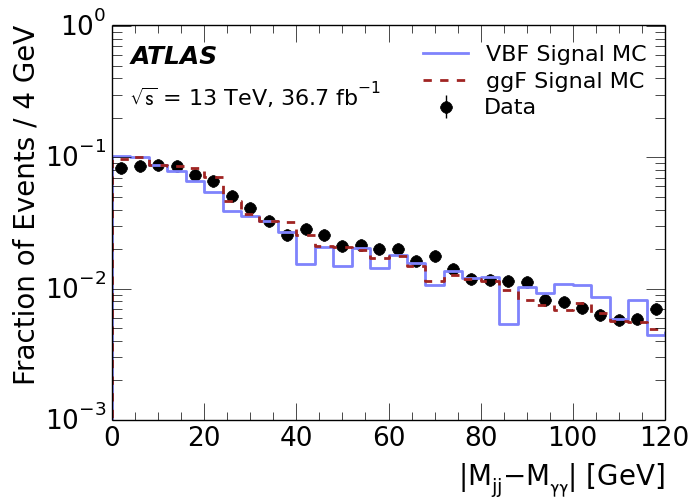 Fraction of Events / 4 GeV
10⁰
10⁻¹
10⁻²
10⁻³
ATLAS
√s = 13 TeV, 36.7 fb⁻¹
VBF Signal MC
ggF Signal MC
Data
0 20 40 60 80 100 120
|Mjj−Mγγ| [GeV]